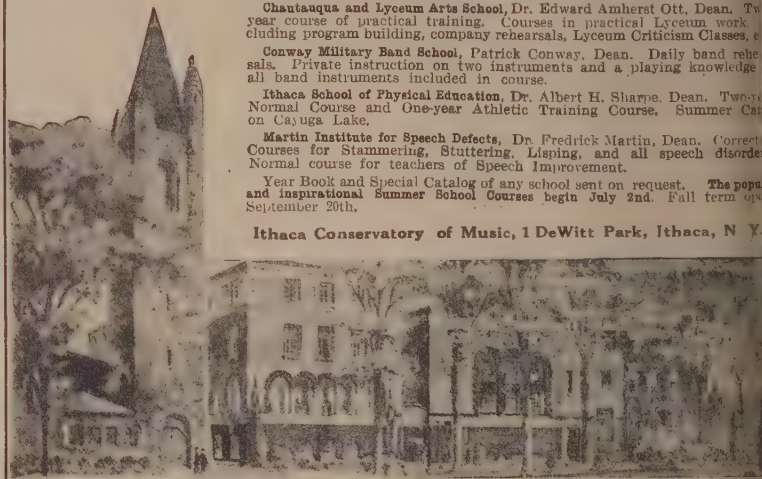 Chautauqua and Lyceum Arts School, Dr. Edward Amherst Ott, Dean.
year course of practical training. Courses in practical Lyceum work
cluding program building, company rehearsals, Lyceum Criticism Classes,
Conway Military Band School, Patrick Conway, Dean. Daily band
sals. Private instruction on two instruments and a playing knowledge
all band instruments included in course.
Ithaca School of Physical Education, Dr. Albert H. Sharpe, Dean.
Normal Course and One-year Athletic Training Course. Summer
on Cayuga Lake.
Martin Institute for Speech Defects, Dr. Fredrick Martin, Dean.
Courses for Stammering, Stuttering, Lisping, and all speech
Normal course for teachers of Speech Improvement.
Year Book and Special Catalog of any school sent on request. The
and inspirational Summer School Courses begin July 2nd. Fall term
September 20th.
Ithaca Conservatory of Music, 1 DeWitt Park, Ithaca, N Y